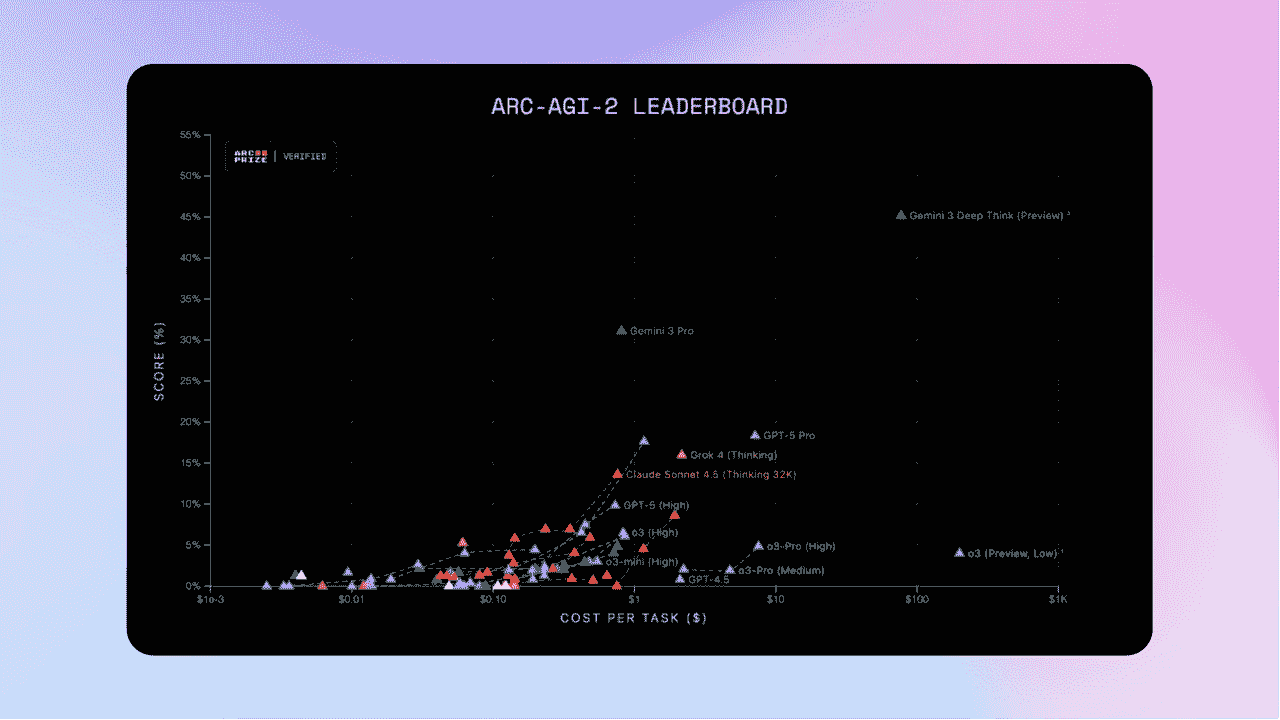 ARC-AGI-2 LEADERBOARD
55%
ARC PRIZE | VERIFIED
50%
45%
Gemini 3 Deep Think (Preview) ³
40%
35%
30%
Gemini 3 Pro
25%
20%
GPT-5 Pro
Grok 4 (Thinking)
15%
Claude Sonnet 4.5 (Thinking 32K)
10%
GPT-5 (High)
o3 (High)
5%
o3-Pro (High)
o3 (Preview, Low) ¹
o3-mini (High)
o3-Pro (Medium)
GPT-4.5
0%
SCORE (%)
$1e-3
$0.01
$0.10
$1
$10
$100
$1K
COST PER TASK ($)